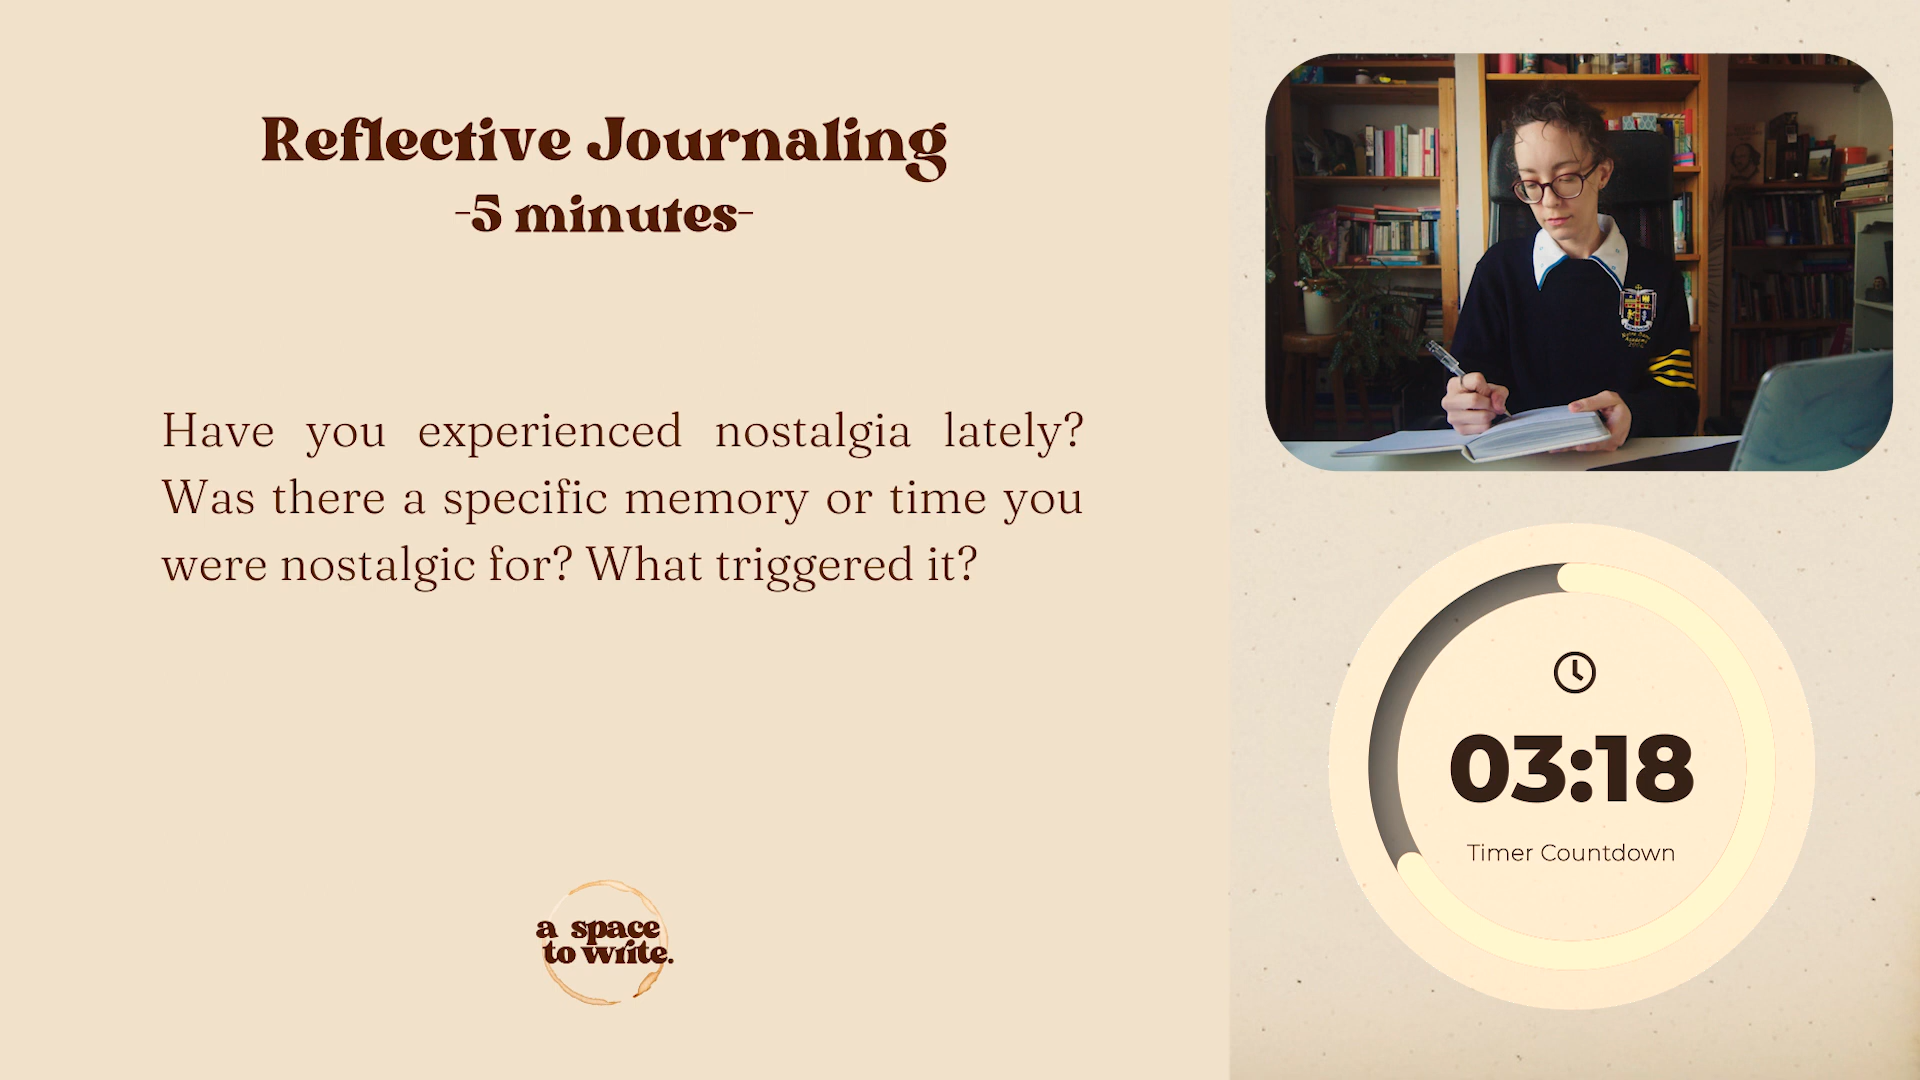 Reflective Journaling
-5 minutes-
Have you experienced nostalgia lately?
Was there a specific memory or time you
were nostalgic for? What triggered it?
a space
to write.
03:18
Timer Countdown